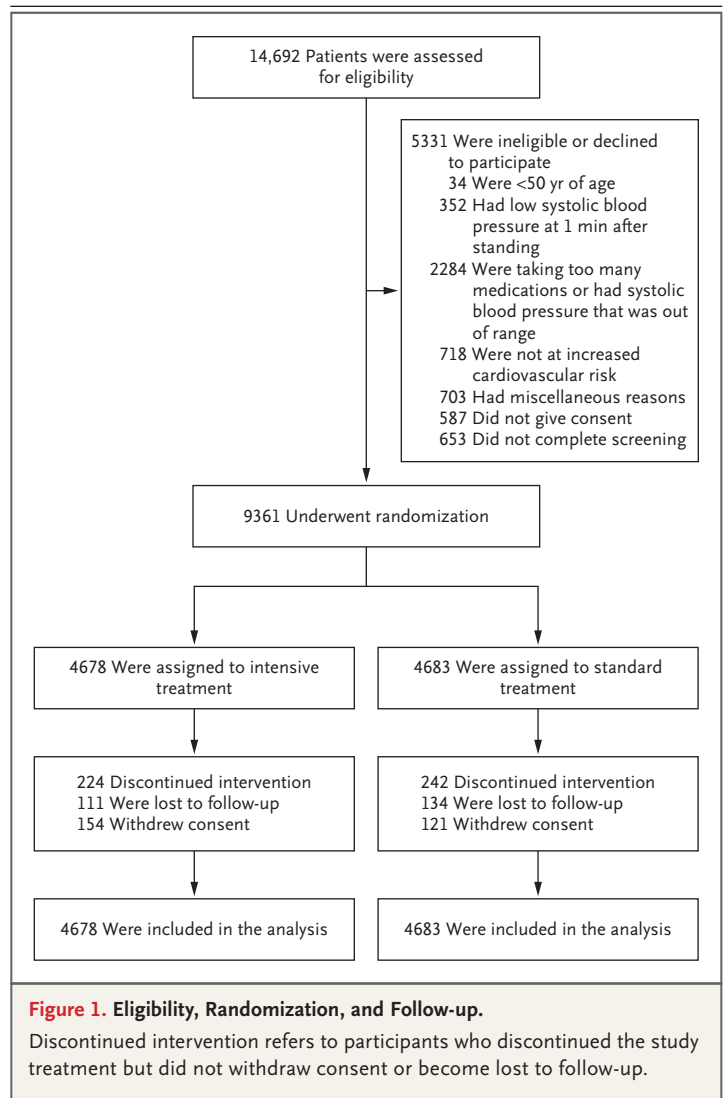 14,692 Patients were assessed
for eligibility
5331 Were ineligible or declined
to participate
34 Were <50 yr of age
352 Had low systolic blood
pressure at 1 min after
standing
2284 Were taking too many
medications or had systolic
blood pressure that was out
of range
718 Were not at increased
cardiovascular risk
703 Had miscellaneous reasons
587 Did not give consent
653 Did not complete screening
9361 Underwent randomization
4678 Were assigned to intensive
treatment
4683 Were assigned to standard
treatment
224 Discontinued intervention
111 Were lost to follow-up
154 Withdrew consent
242 Discontinued intervention
134 Were lost to follow-up
121 Withdrew consent
4678 Were included in the analysis
4683 Were included in the analysis
Figure 1. Eligibility, Randomization, and Follow-up.
Discontinued intervention refers to participants who discontinued the study
treatment but did not withdraw consent or become lost to follow-up.